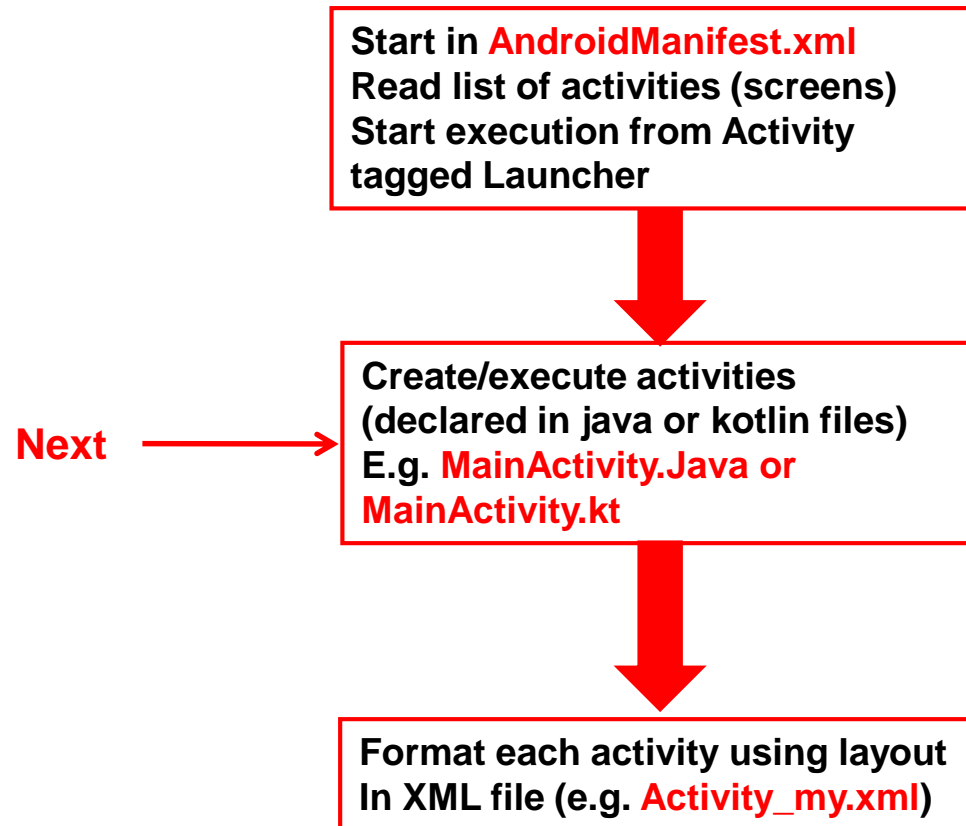 Start in AndroidManifest.xml
Read list of activities (screens)
Start execution from Activity
tagged Launcher
Next
Create/execute activities
(declared in java or kotlin files)
E.g. MainActivity.Java or
MainActivity.kt
Format each activity using layout
In XML file (e.g. Activity_my.xml)